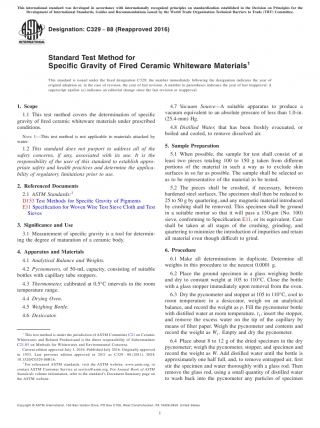 This international standard was developed in accordance with internationally recognized principles on standardization established in the Decision on Principles for the
Development of International Standards, Guides and Recommendations issued by the World Trade Organization Technical Barriers to Trade (TBT) Committee.
Designation: C329 − 88 (Reapproved 2016)
INTERNATIONAL
Standard Test Method for
Specific Gravity of Fired Ceramic Whiteware Materials1
This standard is issued under the fixed designation C329; the number immediately following the designation indicates the year of
original adoption or, in the case of revision, the year of last revision. A number in parentheses indicates the year of last reapproval. A
superscript epsilon (ε) indicates an editorial change since the last revision or reapproval.
1. Scope
1.1 This test method covers the determination of specific
gravity of fired ceramic whiteware materials under prescribed
conditions.
NOTE 1—This test method is not applicable to materials attacked by
water.
1.2 This standard does not purport to address all of the
safety concerns, if any, associated with its use. It is the
responsibility of the user of this standard to establish appro-
priate safety and health practices and determine the applica-
bility of regulatory limitations prior to use.
2. Referenced Documents
2.1 ASTM Standards:2
D153 Test Methods for Specific Gravity of Pigments
E11 Specification for Woven Wire Test Sieve Cloth and Test
Sieves
3. Significance and Use
3.1 Measurement of specific gravity is a tool for determin-
ing the degree of maturation of a ceramic body.
4. Apparatus and Materials
4.1 Analytical Balance and Weights.
4.2 Pycnometers, of 50-mL capacity, consisting of suitable
bottles with capillary tube stoppers.
4.3 Thermometer, calibrated at 0.5°C intervals in the room
temperature range.
4.4 Drying Oven.
4.5 Weighing Bottle.
4.6 Desiccator
1 This test method is under the jurisdiction of ASTM Committee C21 on Ceramic
Whitewares and Related Products and is the direct responsibility of Subcommittee
C21.03 on Methods for Whitewares and Environmental Concerns.
Current edition approved July 1, 2016. Published July 2016. Originally approved
in 1953. Last previous edition approved in 2011 as C329 – 88 (2011). DOI:
10.1520/C0329-88R16.
2 For referenced ASTM standards, visit the ASTM website, www.astm.org, or
contact ASTM Customer Service at service@astm.org. For Annual Book of ASTM
Standards volume information, refer to the standard's Document Summary page on
the ASTM website.
4.7 Vacuum Source—A suitable apparatus to produce a
vacuum equivalent to an absolute pressure of less than 1.0-in.
(25.4-mm) Hg.
4.8 Distilled Water, that has been freshly evacuated, or
boiled and cooled, to remove dissolved air.
5. Sample Preparation
5.1 When possible, the sample for test shall consist of at
least two pieces totaling 100 to 150 g taken from different
portions of the material in such a way as to exclude skin
surfaces in so far as possible. The sample shall be selected so
as to be representative of the material to be tested.
5.2 The pieces shall be crushed, if necessary, between
hardened steel surfaces. The specimen shall then be reduced to
25 to 50 g by quartering, and any magnetic material introduced
by crushing shall be removed. This specimen shall be ground
in a suitable mortar so that it will pass a 150-µm (No. 100)
sieve, conforming to Specification E11, or its equivalent. Care
shall be taken at all stages of the crushing, grinding, and
quartering to minimize the introduction of impurities and retain
all material even though difficult to grind.
6. Procedure
6.1 Make all determinations in duplicate. Determine all
weights in this procedure to the nearest 0.0001 g.
6.2 Place the ground specimen in a glass weighing bottle
and dry to constant weight at 105 to 110°C. Close the bottle
with a glass stopper immediately upon removal from the oven.
6.3 Dry the pycnometer and stopper at 105 to 110°C, cool to
room temperature in a desiccator, weigh on an analytical
balance, and record the weight as p. Fill the pycnometer bottle
with distilled water at room temperature, t, insert the stopper,
and remove the excess water on the tip of the capillary by
means of filter paper. Weigh the pycnometer and contents and
record the weight as W1. Empty and dry the pycnometer.
6.4 Place about 8 to 12 g of the dried specimen in the dry
pycnometer; weigh the pycnometer, stopper, and specimen and
record the weight as W. Add distilled water until the bottle is
approximately one half full and, to remove entrapped air, first
stir the specimen and water thoroughly with a glass rod. Then
remove the glass rod, using a small quantity of distilled water
to wash back into the pycnometer any particles of specimen
Copyright © ASTM International, 100 Barr Harbor Drive, PO Box C700, West Conshohocken, PA 19428-2959. United States
1